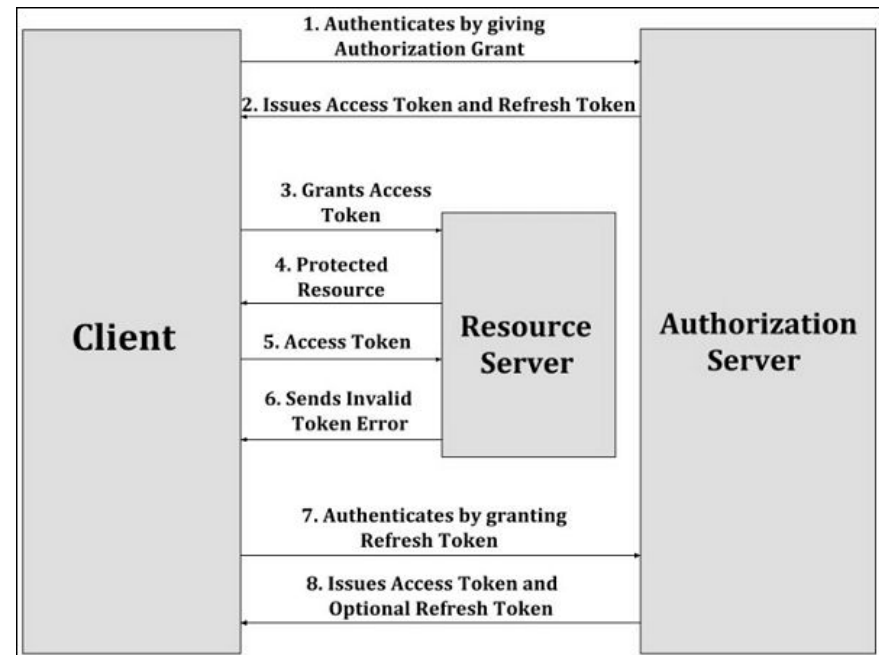 1. Authenticates by giving
Authorization Grant
2. Issues Access Token and Refresh Token
3. Grants Access
Token
4. Protected
Resource
Client
Resource
Server
Authorization
Server
5. Access Token
6. Sends Invalid
Token Error
7. Authenticates by granting
Refresh Token
8. Issues Access Token and
Optional Refresh Token